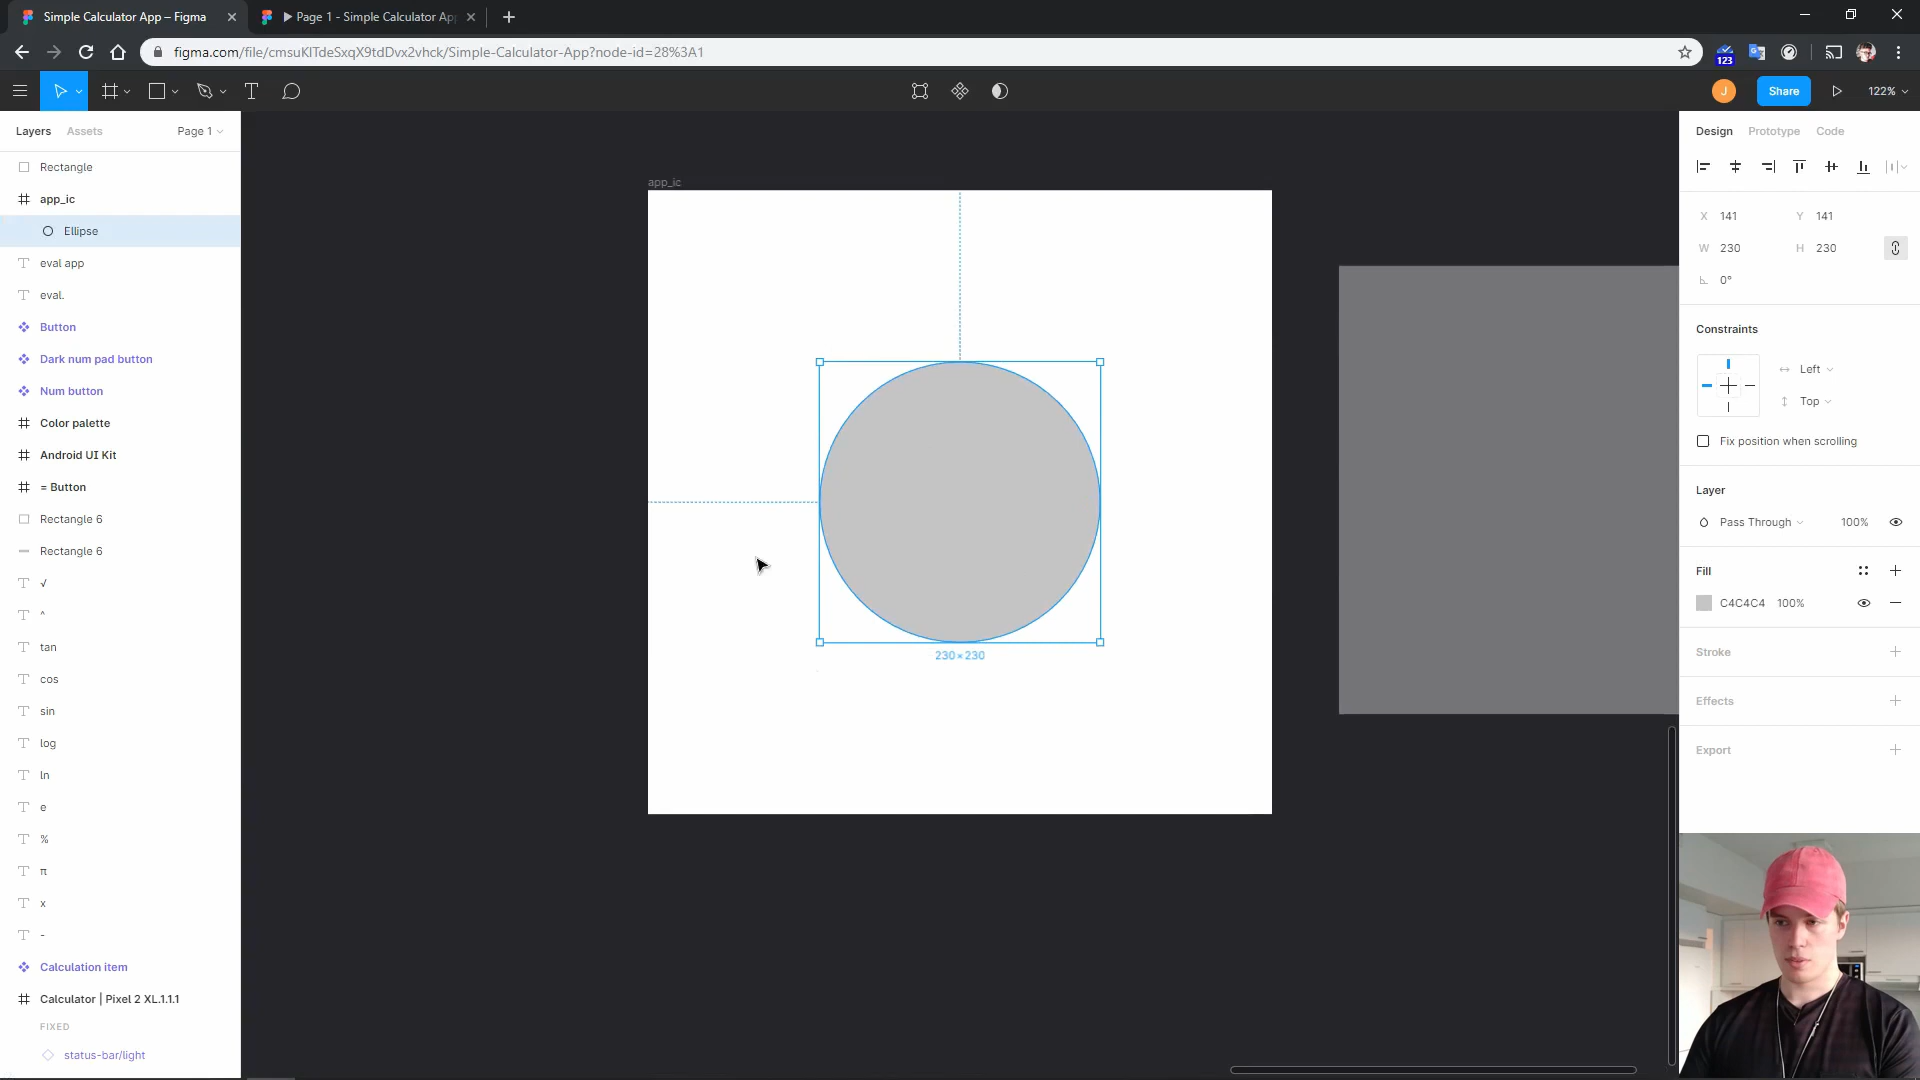 Simple Calculator App – Figma
Page 1 - Simple Calculator App
figma.com/file/cmsuKlTdeSxqX9tdDvx2vhck/Simple-Calculator-App?node-id=28%3A1
123
J
Share
122%
Layers
Assets
Page 1
Rectangle
app_ic
Ellipse
eval app
eval.
Button
Dark num pad button
Num button
Color palette
Android UI Kit
= Button
Rectangle 6
Rectangle 6
√
^
tan
cos
sin
log
ln
e
%
π
x
-
Calculation item
Calculator | Pixel 2 XL.1.1.1
FIXED
status-bar/light
app_ic
230×230
Design
Prototype
Code
X 141
Y 141
W 230
H 230
0°
Constraints
Left
Top
Fix position when scrolling
Layer
Pass Through
100%
Fill
C4C4C4 100%
Stroke
Effects
Export